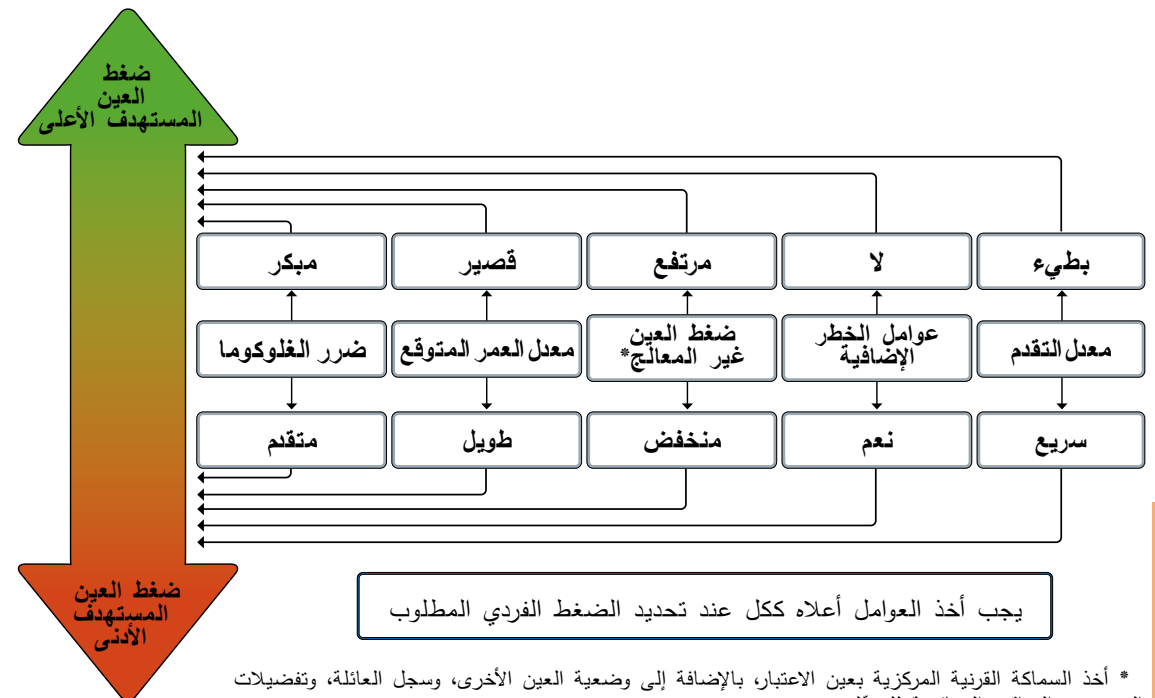 ضغط
العين
المستهدف الأعلى
بطيء
لا
مرتفع
قصير
مبكر
معدل التقدم
عوامل الخطر
الإضافية
ضغط العين
غير المعالج*
معدل العمر المتوقع
ضرر الغلوكوما
سريع
نعم
منخفض
طويل
متقدم
ضغط العين
المستهدف
الأدنى
يجب أخذ العوامل أعلاه ككل عند تحديد الضغط الفردي المطلوب
* أخذ السماكة القرنية المركزية بعين الاعتبار، بالإضافة إلى وضعية العين الأخرى، وسجل العائلة، وتفضيلات